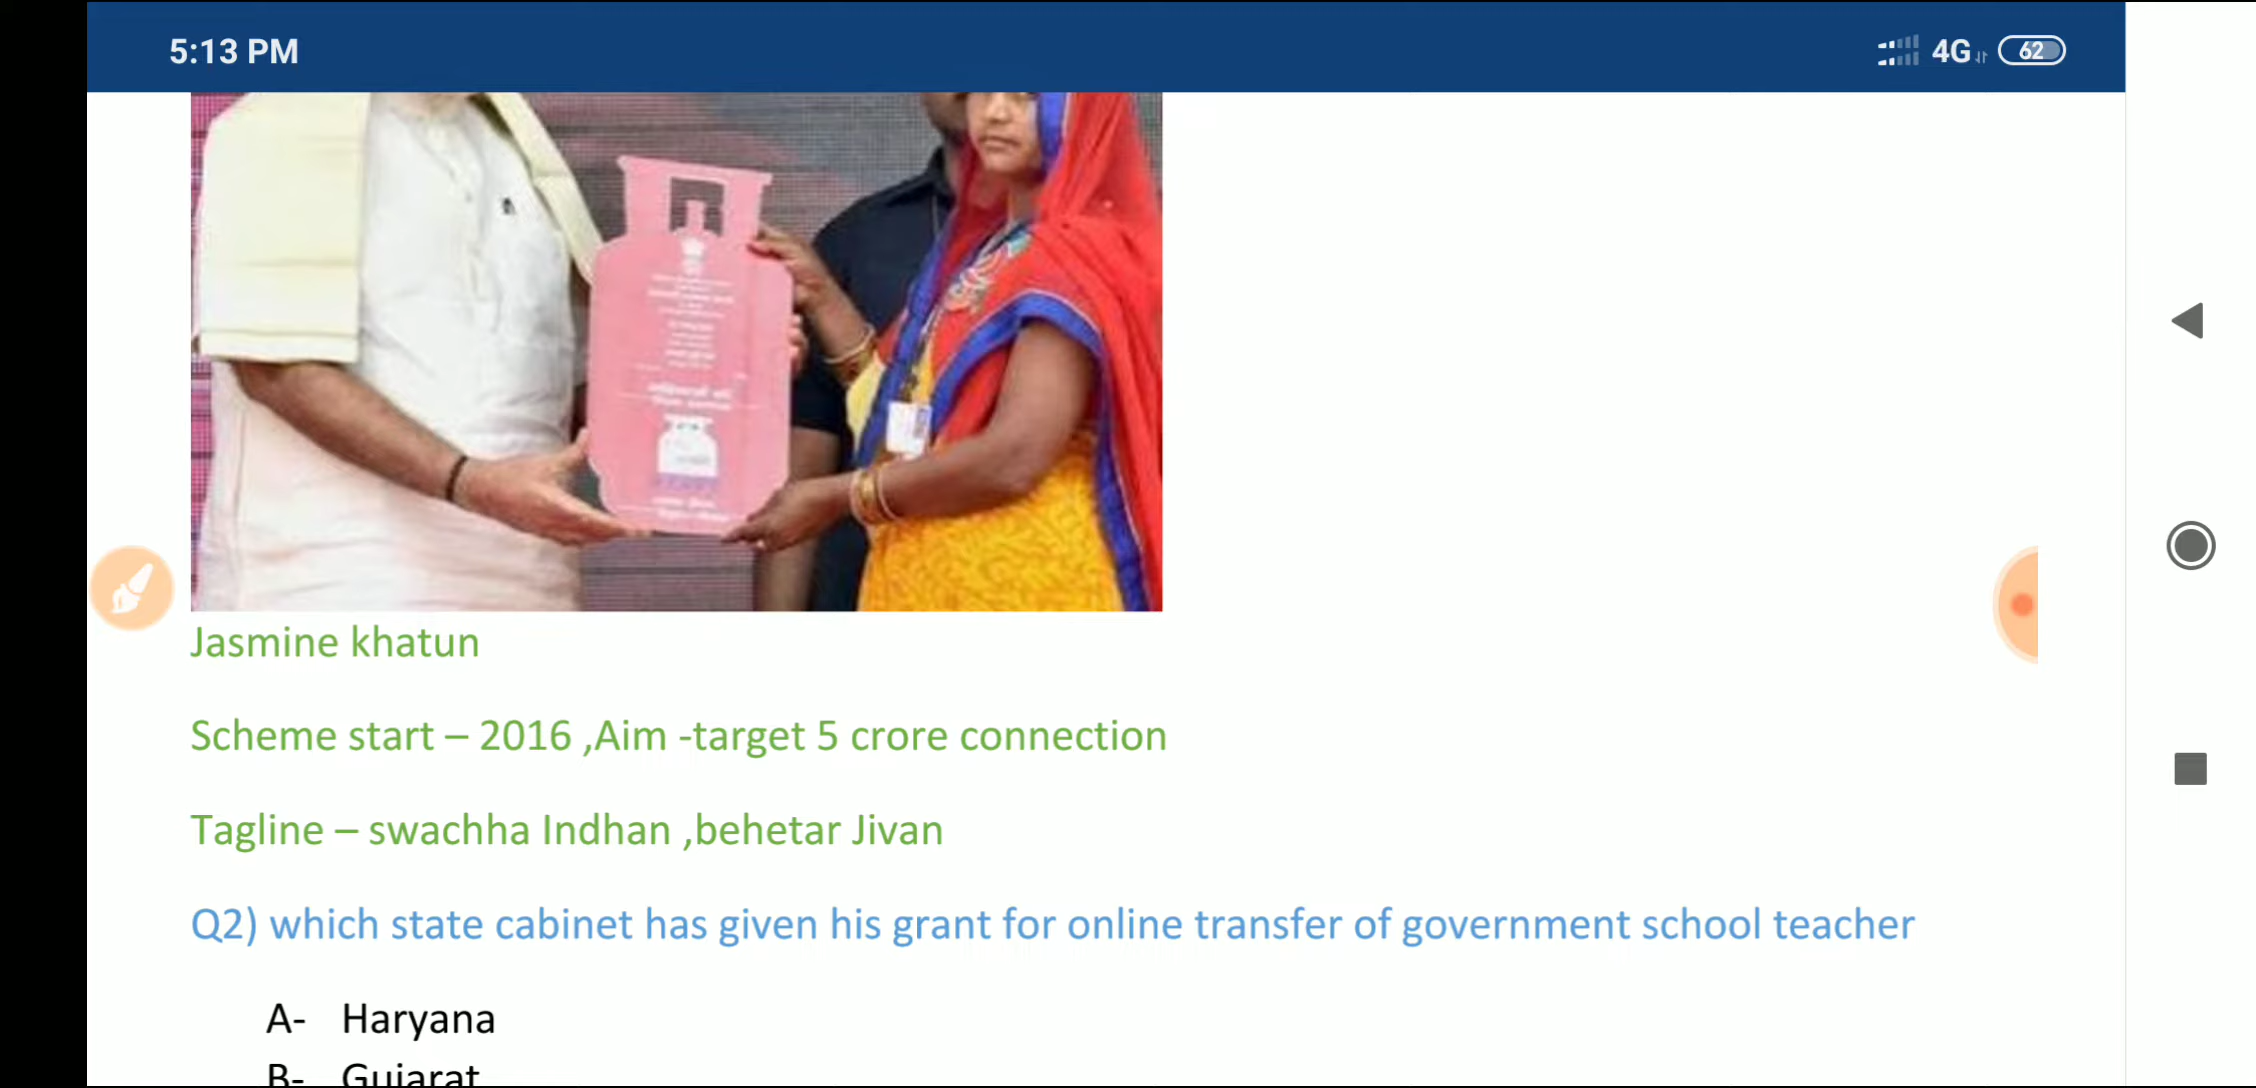 5:13 PM
4G 62
Jasmine khatun
Scheme start – 2016 ,Aim -target 5 crore connection
Tagline – swachha Indhan ,behetar Jivan
Q2) which state cabinet has given his grant for online transfer of government school teacher
A- Haryana
B- Gujarat